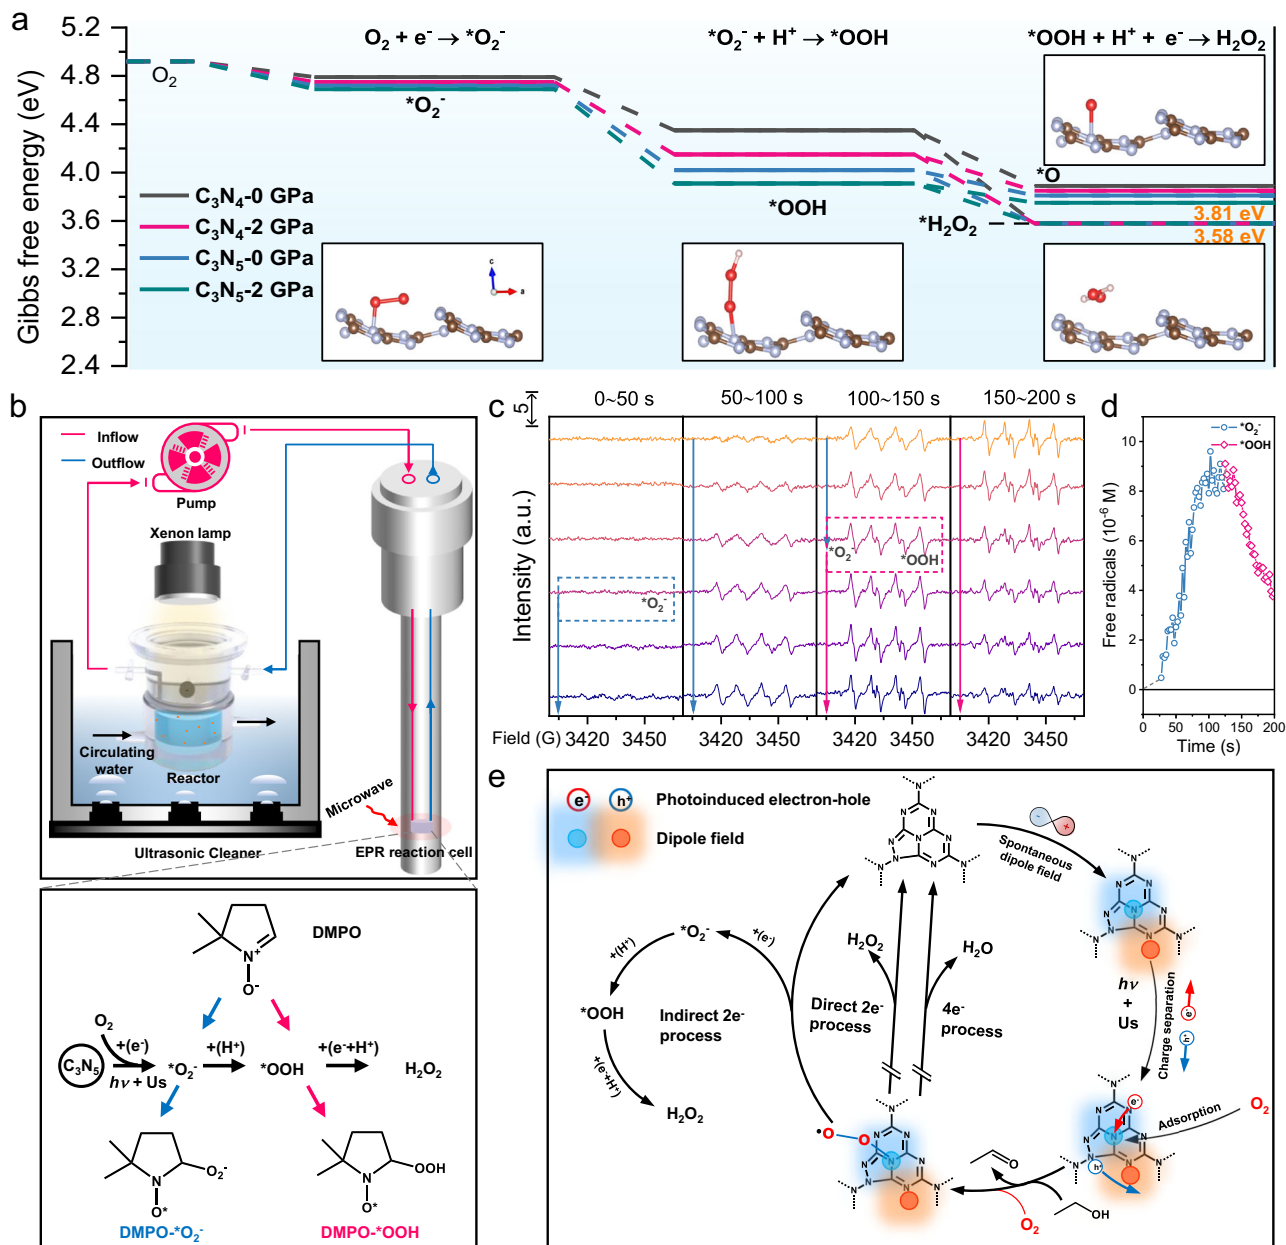 a
Gibbs free energy (eV)
5.2
4.8
4.4
4.0
3.6
3.2
2.8
2.4
O₂ + e⁻ → *O₂⁻
*O₂⁻ + H⁺ → *OOH
*OOH + H⁺ + e⁻ → H₂O₂
O₂
*O₂⁻
*OOH
*O
*H₂O₂
3.81 eV
3.58 eV
C₃N₄-0 GPa
C₃N₄-2 GPa
C₃N₅-0 GPa
C₃N₅-2 GPa
c
a
b
Inflow
Outflow
Pump
Xenon lamp
Circulating
water
Reactor
Microwave
Ultrasonic Cleaner
EPR reaction cell
DMPO
N⁺
O⁻
O₂
+(e⁻)
+(H⁺)
+(e⁻+H⁺)
C₃N₅
*O₂⁻
*OOH
H₂O₂
hν + Us
O₂⁻
OOH
N
N
O*
O*
DMPO-*O₂⁻
DMPO-*OOH
c
5
0~50 s
50~100 s
100~150 s
150~200 s
Intensity (a.u.)
*O₂⁻
*O₂⁻
*OOH
Field (G)
3420
3450
3420
3450
3420
3450
3420
3450
d
*O₂⁻
*OOH
Free radicals (10⁻⁶ M)
10
8
6
4
2
0
0
50
100
150
200
Time (s)
e
e⁻
h⁺
Photoinduced electron-hole
Dipole field
- +
Spontaneous
dipole field
*O₂⁻
+(e⁻)
+(H⁺)
*OOH
+(e⁻+H⁺)
H₂O₂
Indirect 2e⁻
process
H₂O₂
Direct 2e⁻
process
H₂O
4e⁻
process
hν
+
Us
Charge separation
e⁻
h⁺
Adsorption
O₂
e⁻
h⁺
O
OH
O₂
•O
O